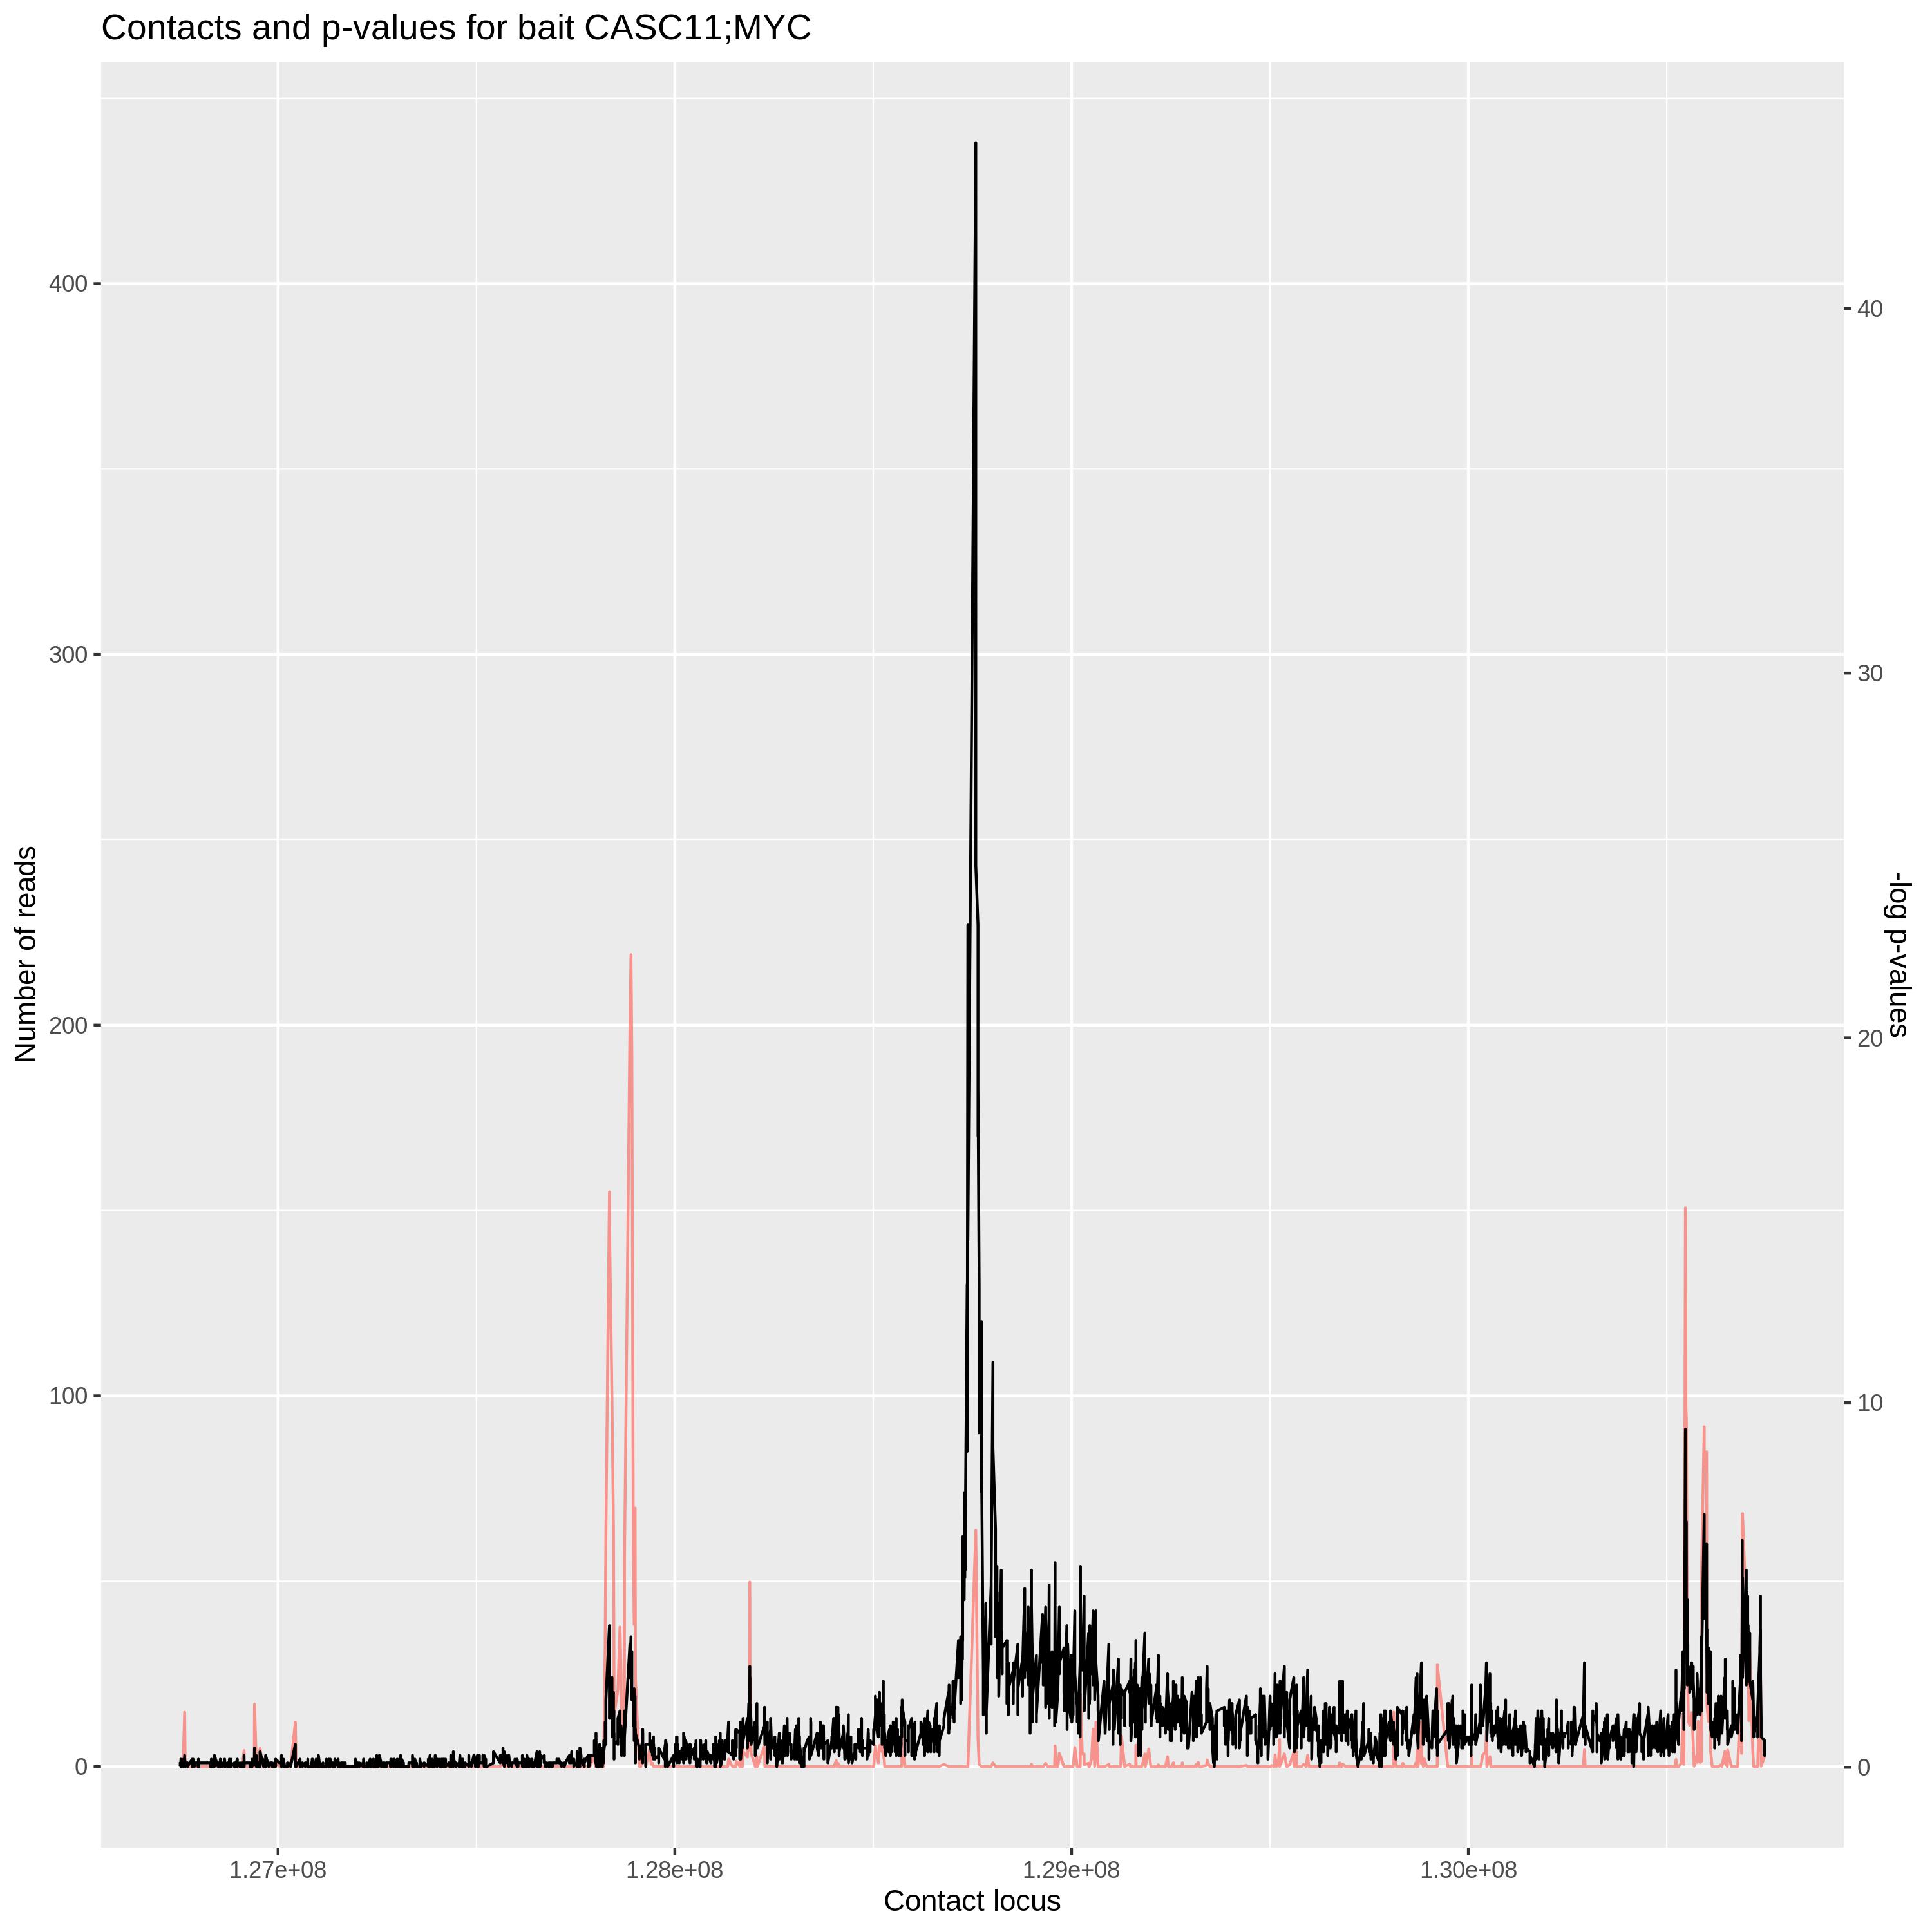 Contacts and p-values for bait CASC11;MYC
400
300
200
100
0
Number of reads
40
30
20
10
0
-log p-values
1.27e+08
1.28e+08
1.29e+08
1.30e+08
Contact locus